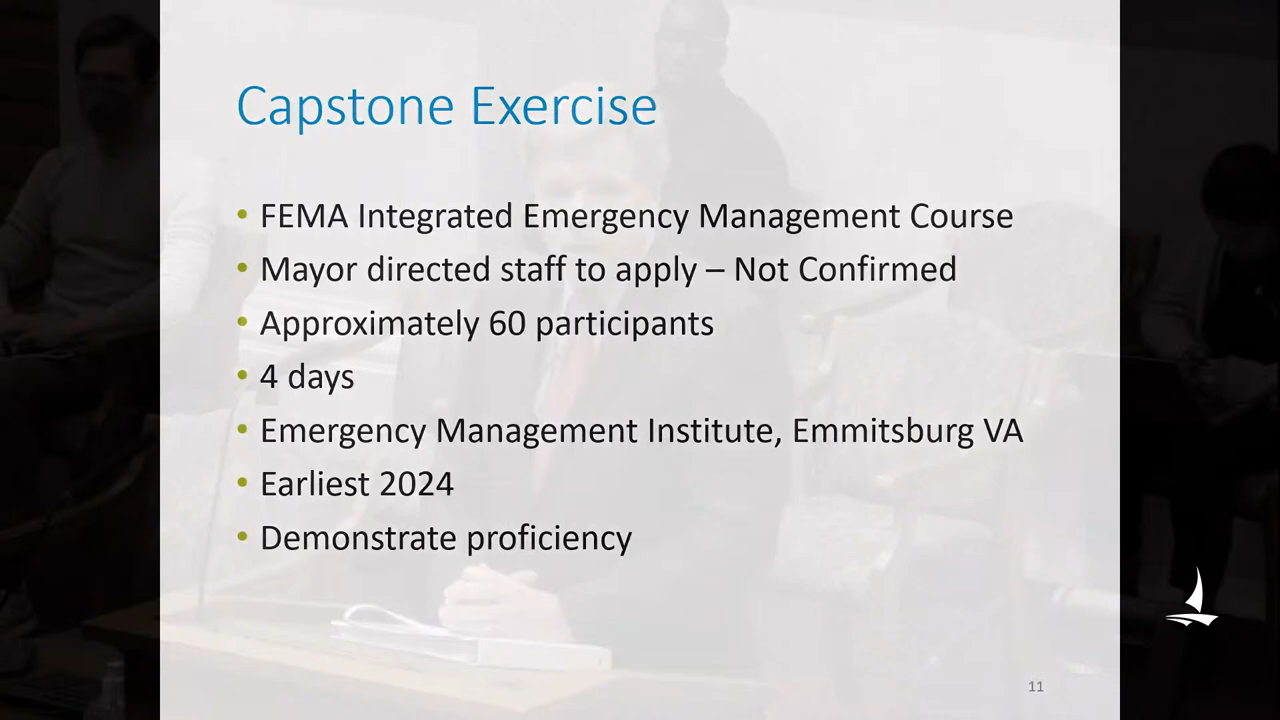 Capstone Exercise
• FEMA Integrated Emergency Management Course
• Mayor directed staff to apply – Not Confirmed
• Approximately 60 participants
• 4 days
• Emergency Management Institute, Emmitsburg VA
• Earliest 2024
• Demonstrate proficiency
11